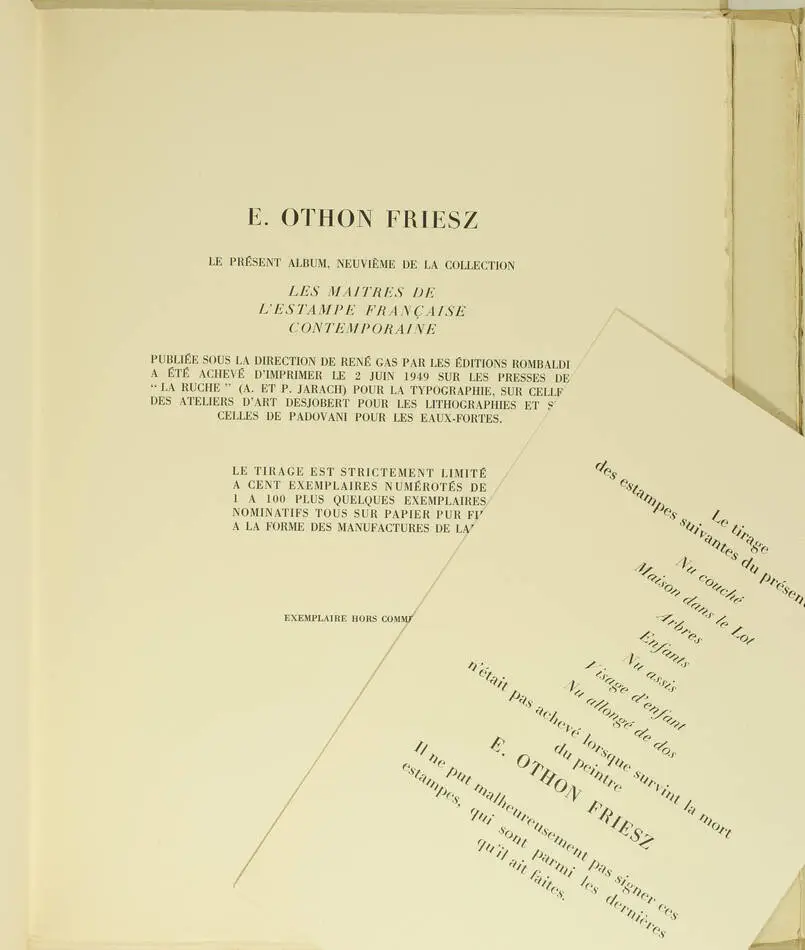 E. OTHON FRIESZ
LE PRÉSENT ALBUM, NEUVIÈME DE LA COLLECTION
LES MAITRES DE
L'ESTAMPE FRANÇAISE
CONTEMPORAINE
PUBLIÉE SOUS LA DIRECTION DE RENÉ GAS PAR LES ÉDITIONS ROMBALDI
A ÉTÉ ACHEVÉ D'IMPRIMER LE 2 JUIN 1949 SUR LES PRESSES DE
“ LA RUCHE ” (A. ET P. JARACH) POUR LA TYPOGRAPHIE, SUR
DES ATELIERS D'ART DESJOBERT POUR LES LITHOGRAPHIES ET
CELLES DE PADOVANI POUR LES EAUX-FORTES.
LE TIRAGE EST STRICTEMENT LIMITÉ
A CENT EXEMPLAIRES NUMÉROTÉS DE
1 A 100 PLUS QUELQUES EXEMPLAIRES
NOMINATIFS TOUS SUR PAPIER PUR
A LA FORME DES MANUFACTURES DE
EXEMPLAIRE HORS
Le tirage
des estampes suivantes du
Nu couché
Maison dans le Lot
Arbres
Enfants
Nu assis
Visage d'enfant
Nu allongé de dos
n'était pas achevé lorsque survint la mort
du peintre
E. OTHON FRIESZ
Il ne put malheureusement pas signer ces
estampes, qui sont parmi les dernières
qu'il ait faites.